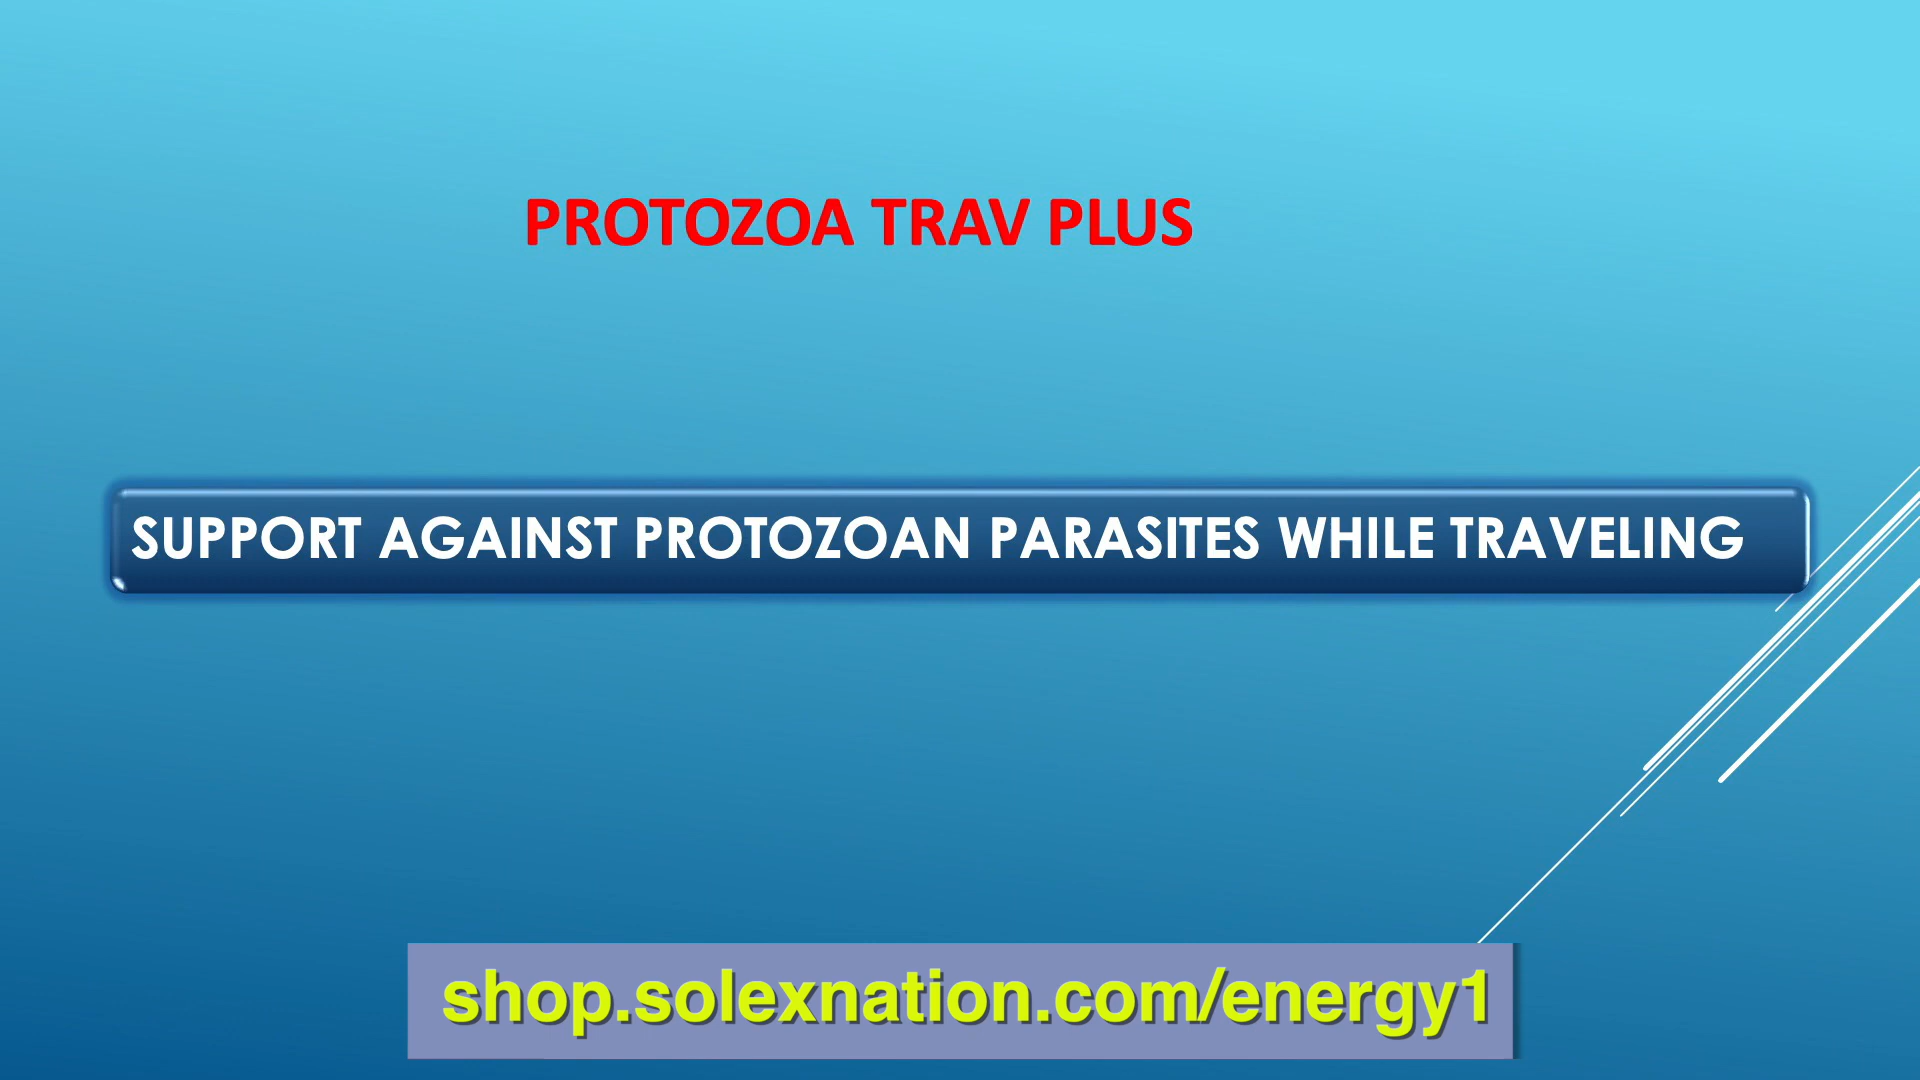 PROTOZOA TRAV PLUS
SUPPORT AGAINST PROTOZOAN PARASITES WHILE TRAVELING
shop.solexnation.com/energy1